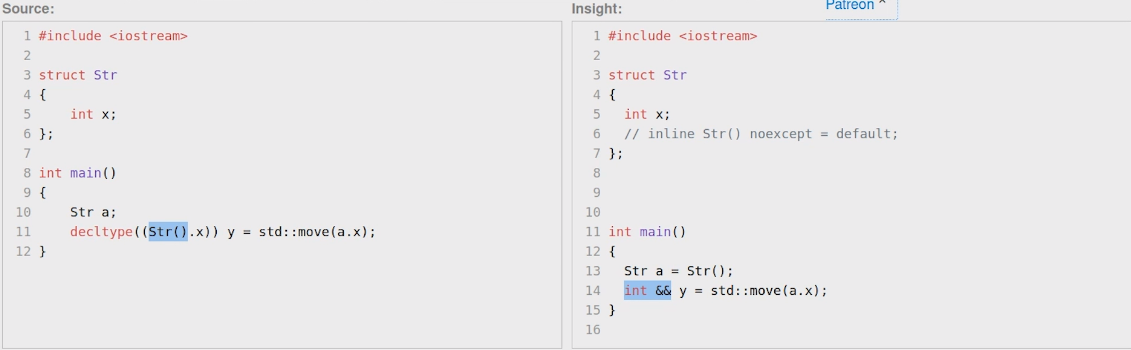 Source:
1 #include <iostream>
2
3 struct Str
4 {
5     int x;
6 };
7
8 int main()
9 {
10     Str a;
11     decltype((Str().x)) y = std::move(a.x);
12 }
Patreon ^
Insight:
1 #include <iostream>
2
3 struct Str
4 {
5   int x;
6   // inline Str() noexcept = default;
7 };
8
9
10
11 int main()
12 {
13   Str a = Str();
14   int && y = std::move(a.x);
15 }
16